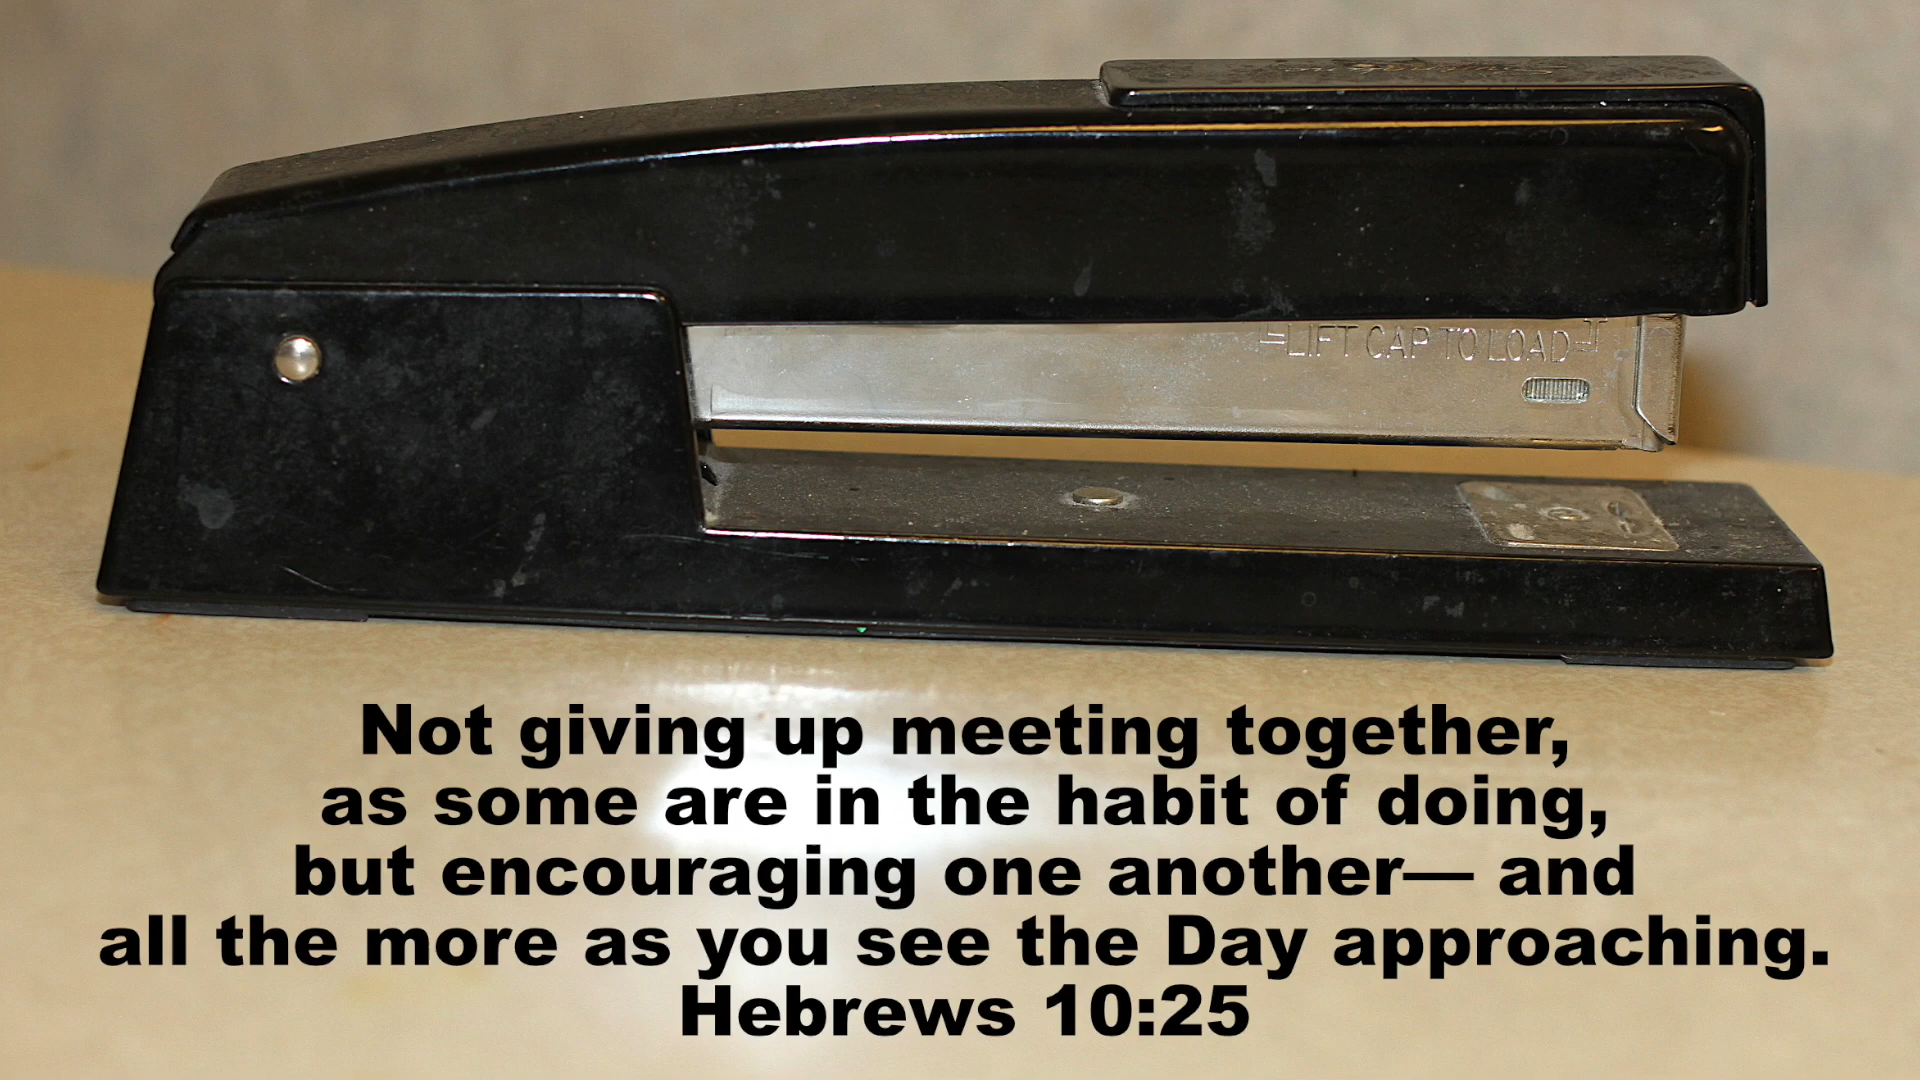 LIFT CAP TO LOAD
Not giving up meeting together,
as some are in the habit of doing,
but encouraging one another— and
all the more as you see the Day approaching.
Hebrews 10:25